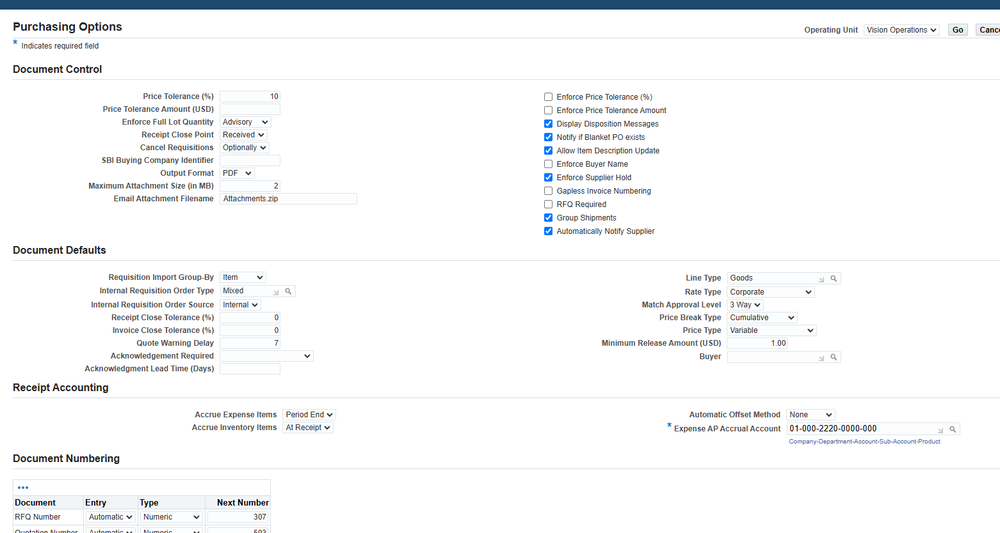 Purchasing Options
Operating Unit Vision Operations Go
* Indicates required field
Document Control
Price Tolerance (%) 10
Price Tolerance Amount (USD)
Enforce Full Lot Quantity Advisory
Receipt Close Point Received
Cancel Requisitions Optionally
SBI Buying Company Identifier
Output Format PDF
Maximum Attachment Size (in MB) 2
Email Attachment Filename Attachments.zip
Enforce Price Tolerance (%)
Enforce Price Tolerance Amount
Display Disposition Messages
Notify if Blanket PO exists
Allow Item Description Update
Enforce Buyer Name
Enforce Supplier Hold
Gapless Invoice Numbering
RFQ Required
Group Shipments
Automatically Notify Supplier
Document Defaults
Requisition Import Group-By Item
Internal Requisition Order Type Mixed
Internal Requisition Order Source Internal
Receipt Close Tolerance (%) 0
Invoice Close Tolerance (%) 0
Quote Warning Delay 7
Acknowledgement Required
Acknowledgment Lead Time (Days)
Line Type Goods
Rate Type Corporate
Match Approval Level 3 Way
Price Break Type Cumulative
Price Type Variable
Minimum Release Amount (USD) 1.00
Buyer
Receipt Accounting
Accrue Expense Items Period End
Accrue Inventory Items At Receipt
Automatic Offset Method None
* Expense AP Accrual Account 01-000-2220-0000-000
Company-Department-Account-Sub-Account-Product
Document Numbering
Document Entry Type Next Number
RFQ Number Automatic Numeric 307
Quotation Number Automatic Numeric 503